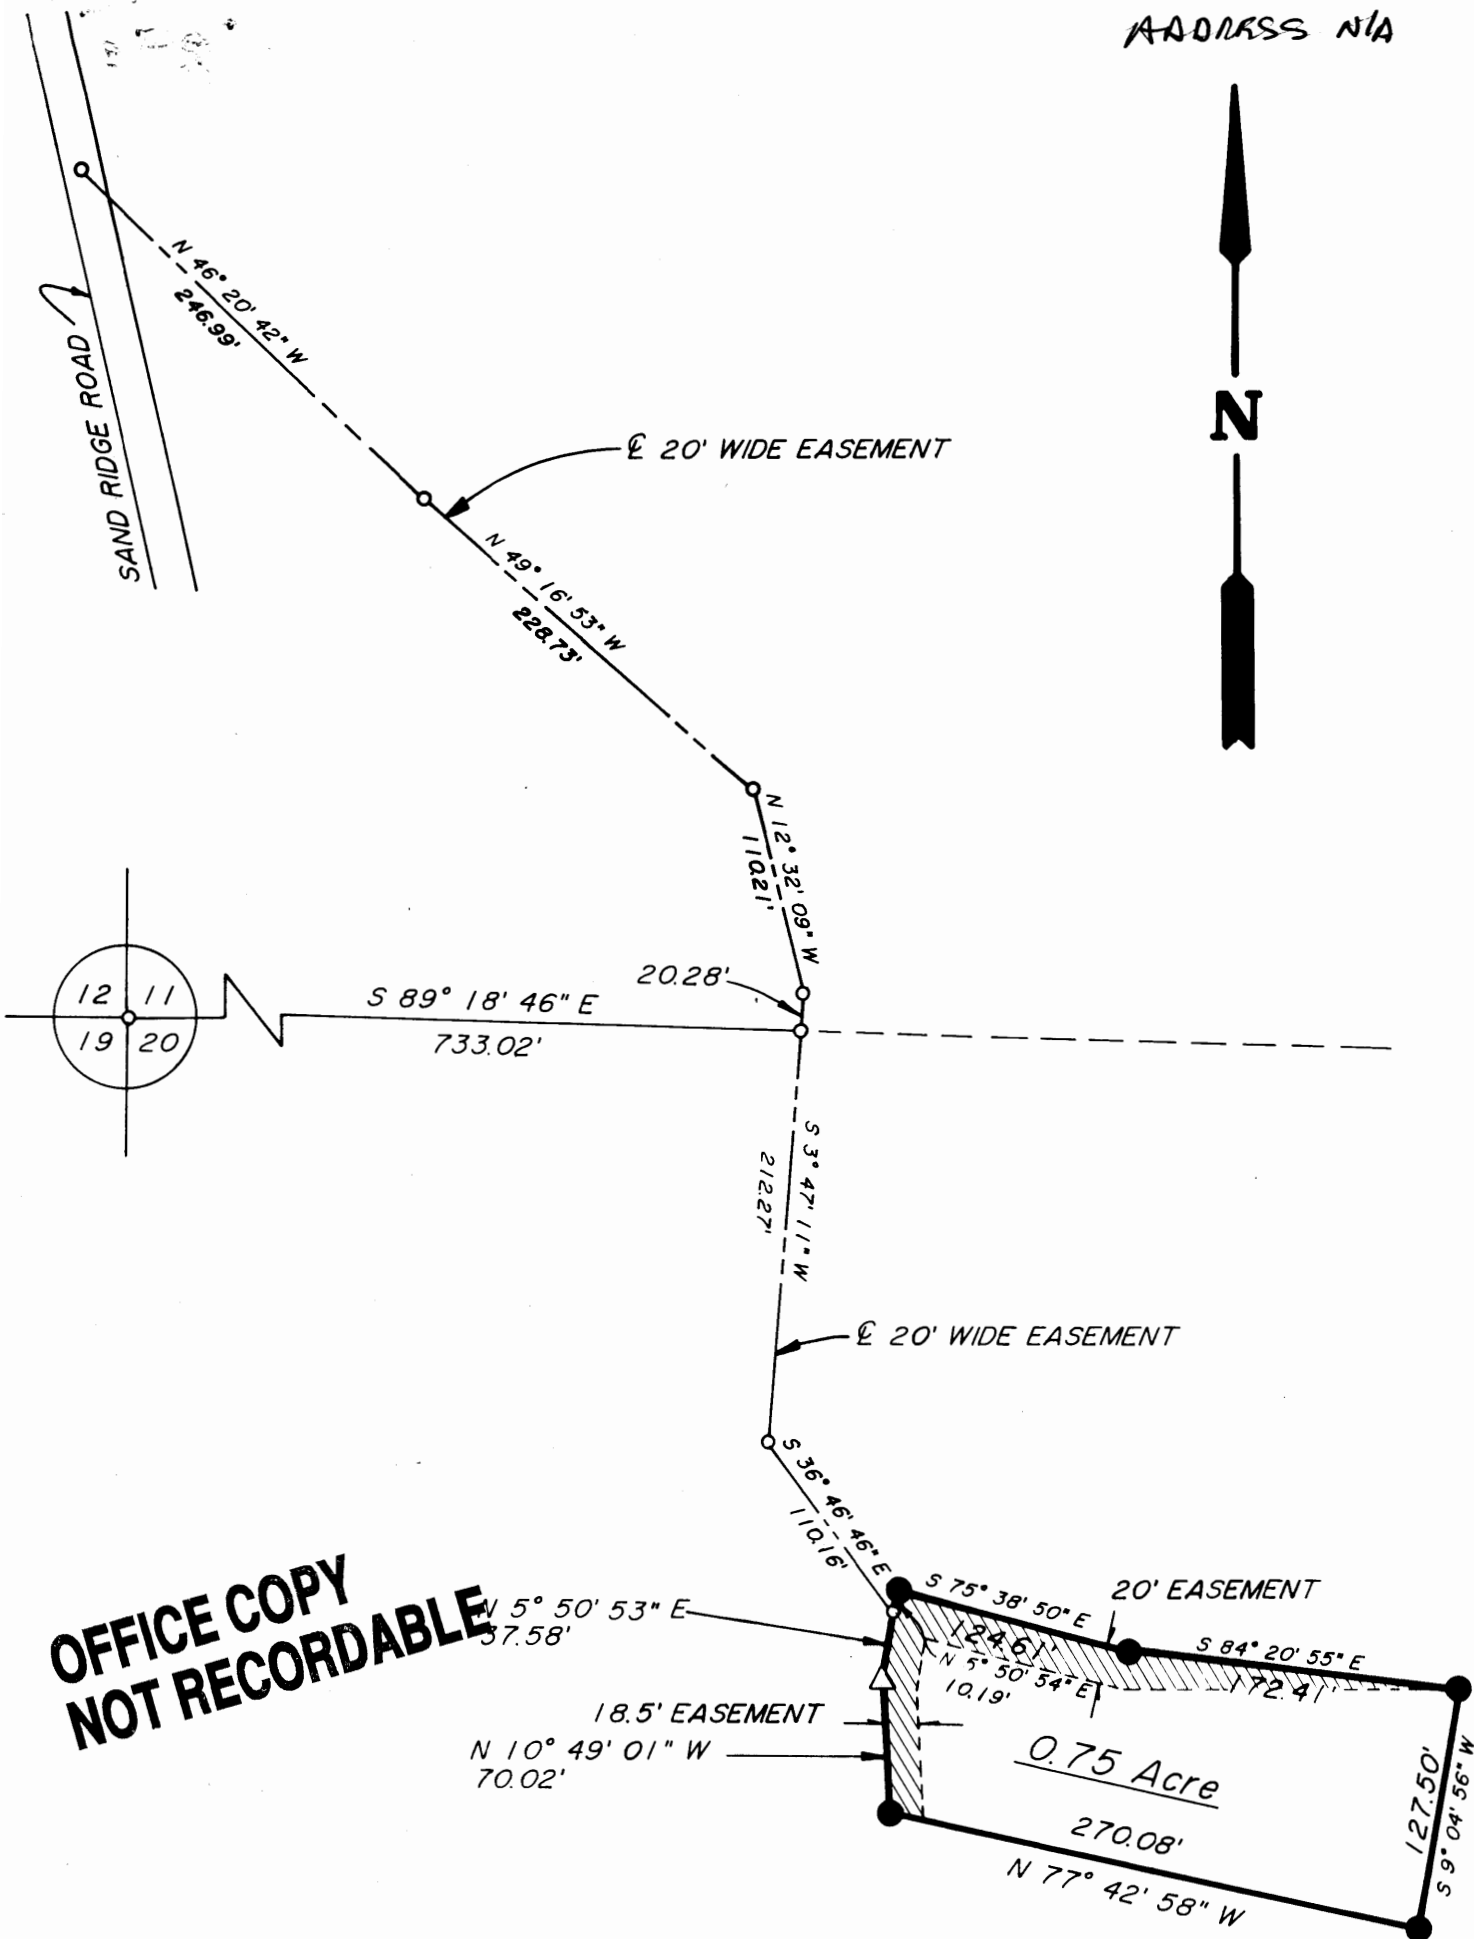 ADDRESS N/A
N 46° 20' 42" W
246.99'
SAND RIDGE ROAD
N
℄ 20' WIDE EASEMENT
N 49° 16' 53" W
228.73'
N 12° 32' 09" W
110.21'
12 11
19 20
S 89° 18' 46" E
733.02'
20.28'
S 3° 47' 11" W
212.27'
℄ 20' WIDE EASEMENT
S 36° 46' 46" E
110.16'
OFFICE COPY
NOT RECORDABLE
N 5° 50' 53" E
37.58'
S 75° 38' 50" E
124.61'
20' EASEMENT
S 84° 20' 55" E
172.41'
N 5° 50' 54" E
10.19'
18.5' EASEMENT
N 10° 49' 01" W
70.02'
0.75 Acre
270.08'
N 77° 42' 58" W
127.50'
S 9° 04' 56" W